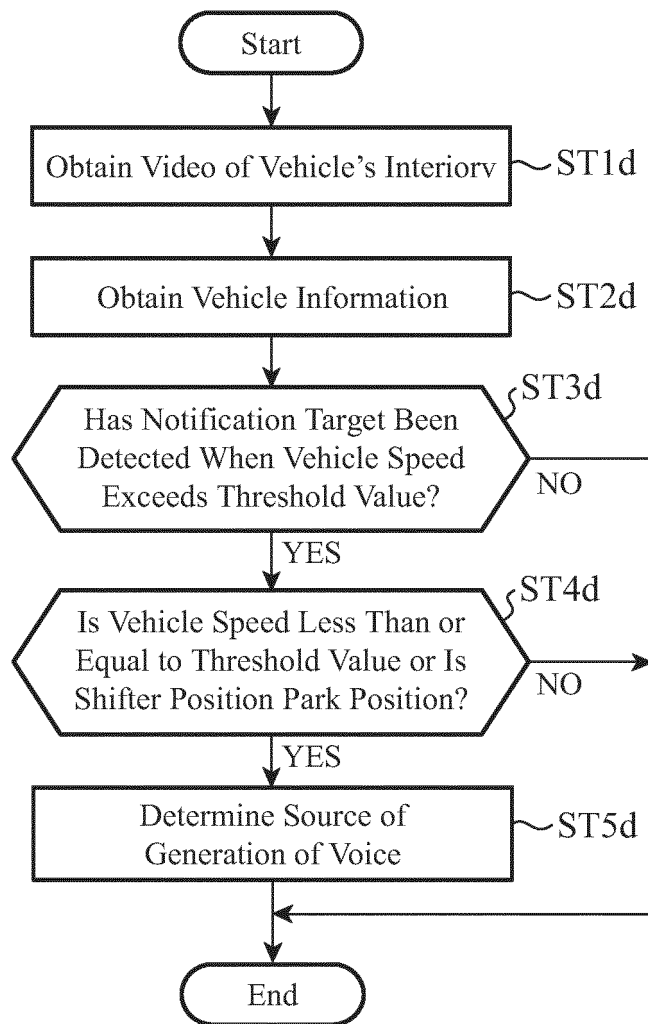 Start
Obtain Video of Vehicle's Interiorv
ST1d
Obtain Vehicle Information
ST2d
ST3d
Has Notification Target Been
Detected When Vehicle Speed
Exceeds Threshold Value?
NO
YES
ST4d
Is Vehicle Speed Less Than or
Equal to Threshold Value or Is
Shifter Position Park Position?
NO
YES
Determine Source of
Generation of Voice
ST5d
End